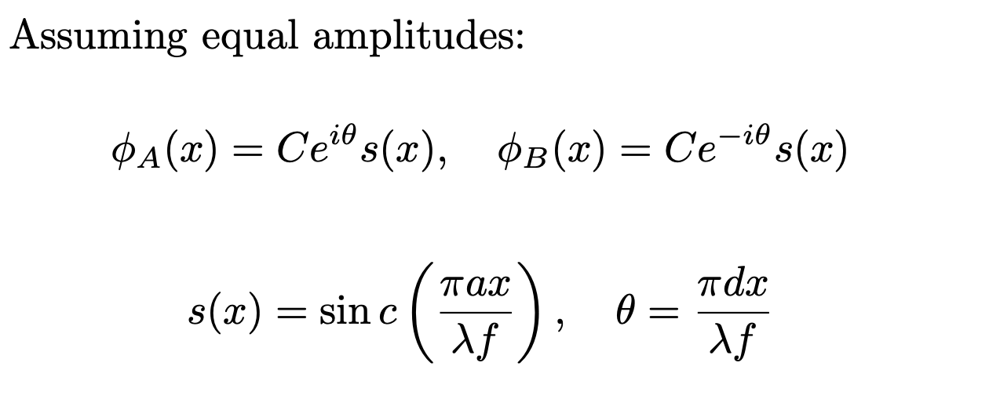 Assuming equal amplitudes:
ϕ_A(x) = Ce^{iθ}s(x),   ϕ_B(x) = Ce^{−iθ}s(x)
s(x) = sin c(πax/λf),   θ = πdx/λf